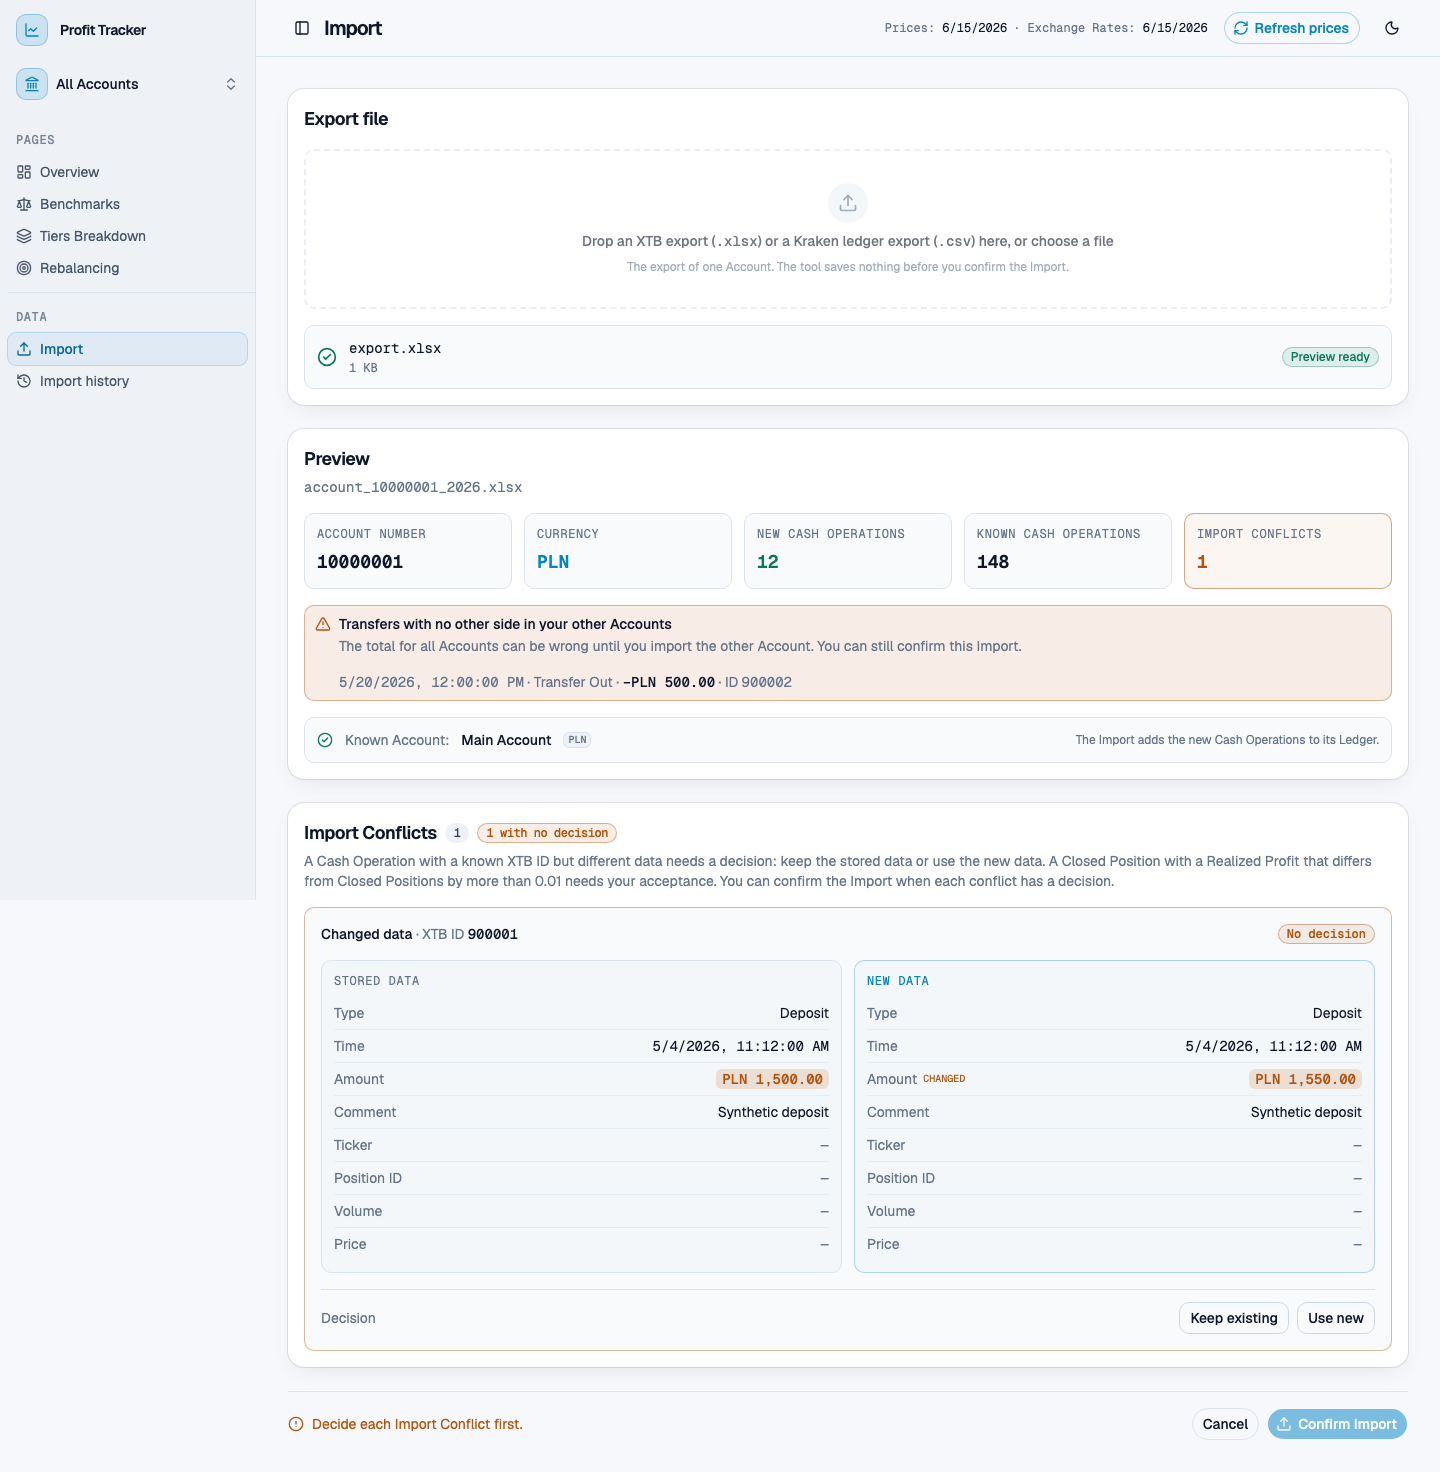 Profit Tracker
All Accounts
PAGES
Overview
Benchmarks
Tiers Breakdown
Rebalancing
DATA
Import
Import history
Import
Prices: 6/15/2026 · Exchange Rates: 6/15/2026
Refresh prices
Export file
Drop an XTB export (.xlsx) or a Kraken ledger export (.csv) here, or choose a file
The export of one Account. The tool saves nothing before you confirm the Import.
export.xlsx
1 KB
Preview ready
Preview
account_10000001_2026.xlsx
ACCOUNT NUMBER
10000001
CURRENCY
PLN
NEW CASH OPERATIONS
12
KNOWN CASH OPERATIONS
148
IMPORT CONFLICTS
1
Transfers with no other side in your other Accounts
The total for all Accounts can be wrong until you import the other Account. You can still confirm this Import.
5/20/2026, 12:00:00 PM · Transfer Out · −PLN 500.00 · ID 900002
Known Account: Main Account PLN
The Import adds the new Cash Operations to its Ledger.
Import Conflicts 1 1 with no decision
A Cash Operation with a known XTB ID but different data needs a decision: keep the stored data or use the new data. A Closed Position with a Realized Profit that differs
from Closed Positions by more than 0.01 needs your acceptance. You can confirm the Import when each conflict has a decision.
Changed data · XTB ID 900001
No decision
STORED DATA
Type Deposit
Time 5/4/2026, 11:12:00 AM
Amount PLN 1,500.00
Comment Synthetic deposit
Ticker –
Position ID –
Volume –
Price –
NEW DATA
Type Deposit
Time 5/4/2026, 11:12:00 AM
Amount CHANGED PLN 1,550.00
Comment Synthetic deposit
Ticker –
Position ID –
Volume –
Price –
Decision
Keep existing
Use new
Decide each Import Conflict first.
Cancel
Confirm Import